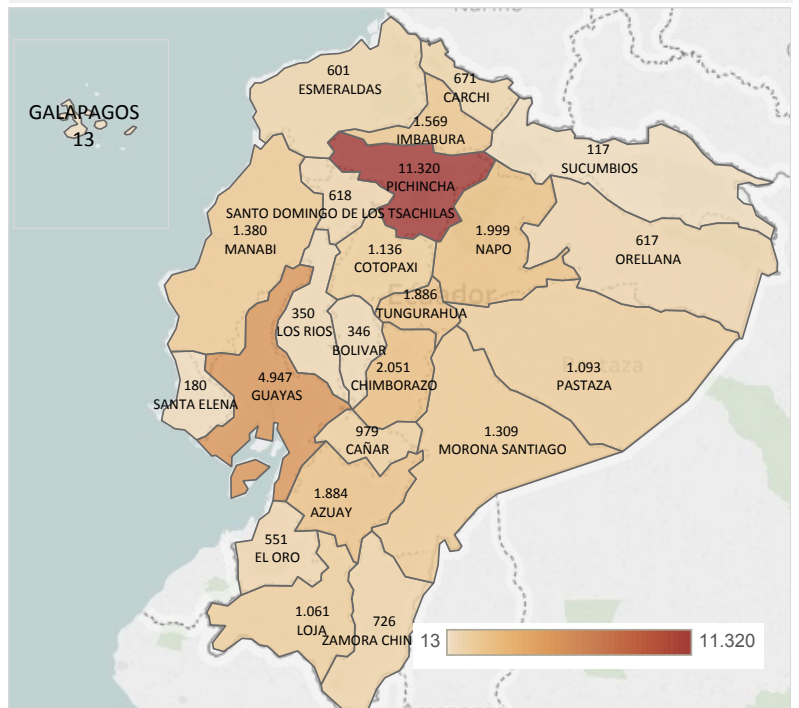 601
ESMERALDAS
671
CARCHI
GALAPAGOS
13
1.569
IMBABURA
117
SUCUMBIOS
11.320
PICHINCHA
618
SANTO DOMINGO DE LOS TSACHILAS
1.380
MANABI
1.999
NAPO
617
ORELLANA
1.136
COTOPAXI
Ecuador
1.886
TUNGURAHUA
350
LOS RIOS
346
BOLIVAR
2.051
CHIMBORAZO
1.093
PASTAZA
180
SANTA ELENA
4.947
GUAYAS
979
CAÑAR
1.309
MORONA SANTIAGO
1.884
AZUAY
551
EL ORO
1.061
LOJA
726
ZAMORA CHIN
13
11.320